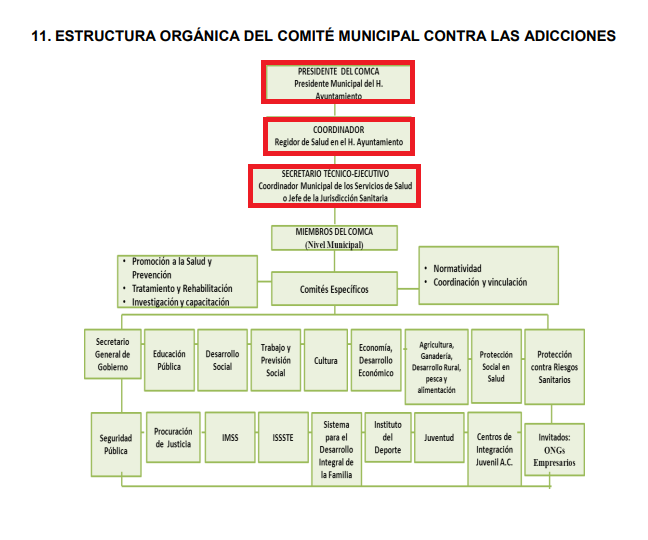 11. ESTRUCTURA ORGÁNICA DEL COMITÉ MUNICIPAL CONTRA LAS ADICCIONES
PRESIDENTE DEL COMCA
Presidente Municipal del H.
Ayuntamiento
COORDINADOR
Regidor de Salud en el H. Ayuntamiento
SECRETARIO TÉCNICO-EJECUTIVO
Coordinador Municipal de los Servicios de Salud
o Jefe de la Jurisdicción Sanitaria
MIEMBROS DEL COMCA
(Nivel Municipal)
• Promoción a la Salud y
Prevención
• Tratamiento y Rehabilitación
• Investigación y capacitación
Comités Específicos
• Normatividad
• Coordinación y vinculación
Secretario
General de
Gobierno
Educación
Pública
Desarrollo
Social
Trabajo y
Previsión
Social
Cultura
Economía,
Desarrollo
Económico
Agricultura,
Ganadería,
Desarrollo Rural,
pesca y
alimentación
Protección
Social en
Salud
Protección
contra Riesgos
Sanitarios
Seguridad
Pública
Procuración
de Justicia
IMSS
ISSSTE
Sistema
para el
Desarrollo
Integral de
la Familia
Instituto
del
Deporte
Juventud
Centros de
Integración
Juvenil A.C.
Invitados:
ONGs
Empresarios